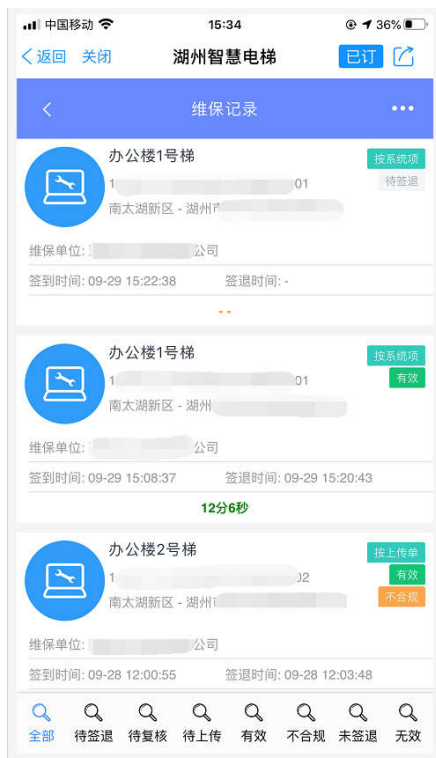 中国移动 15:34 36%
返回 关闭 湖州智慧电梯 已订
维保记录
办公楼1号梯 按系统项
1 01 待签退
南太湖新区 - 湖州市
维保单位: 公司
签到时间: 09-29 15:22:38 签退时间: -
--
办公楼1号梯 按系统项
1 01 有效
南太湖新区 - 湖州
维保单位: 公司
签到时间: 09-29 15:08:37 签退时间: 09-29 15:20:43
12分6秒
办公楼2号梯 按上传单
1 02 有效
南太湖新区 - 湖州 不合规
维保单位: 公司
签到时间: 09-28 12:00:55 签退时间: 09-28 12:03:48
全部 待签退 待复核 待上传 有效 不合规 未签退 无效